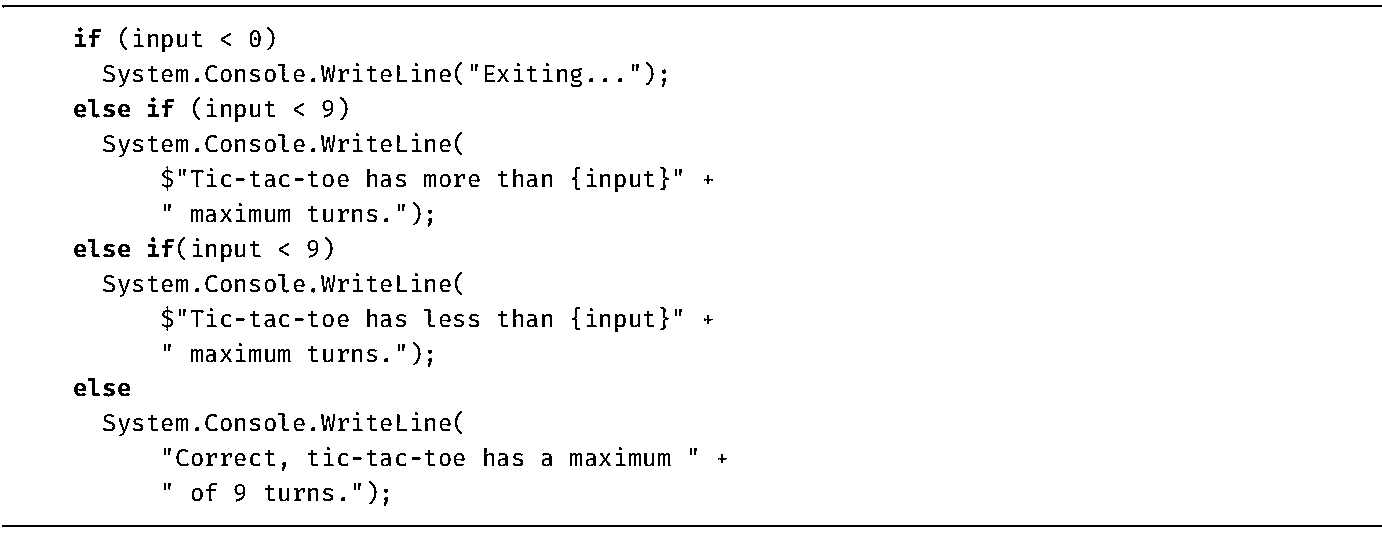 if (input < 0)
System.Console.WriteLine("Exiting...");
else if (input < 9)
System.Console.WriteLine(
$"Tic-tac-toe has more than {input}" +
" maximum turns.");
else if(input < 9)
System.Console.WriteLine(
$"Tic-tac-toe has less than {input}" +
" maximum turns.");
else
System.Console.WriteLine(
"Correct, tic-tac-toe has a maximum " +
" of 9 turns.");